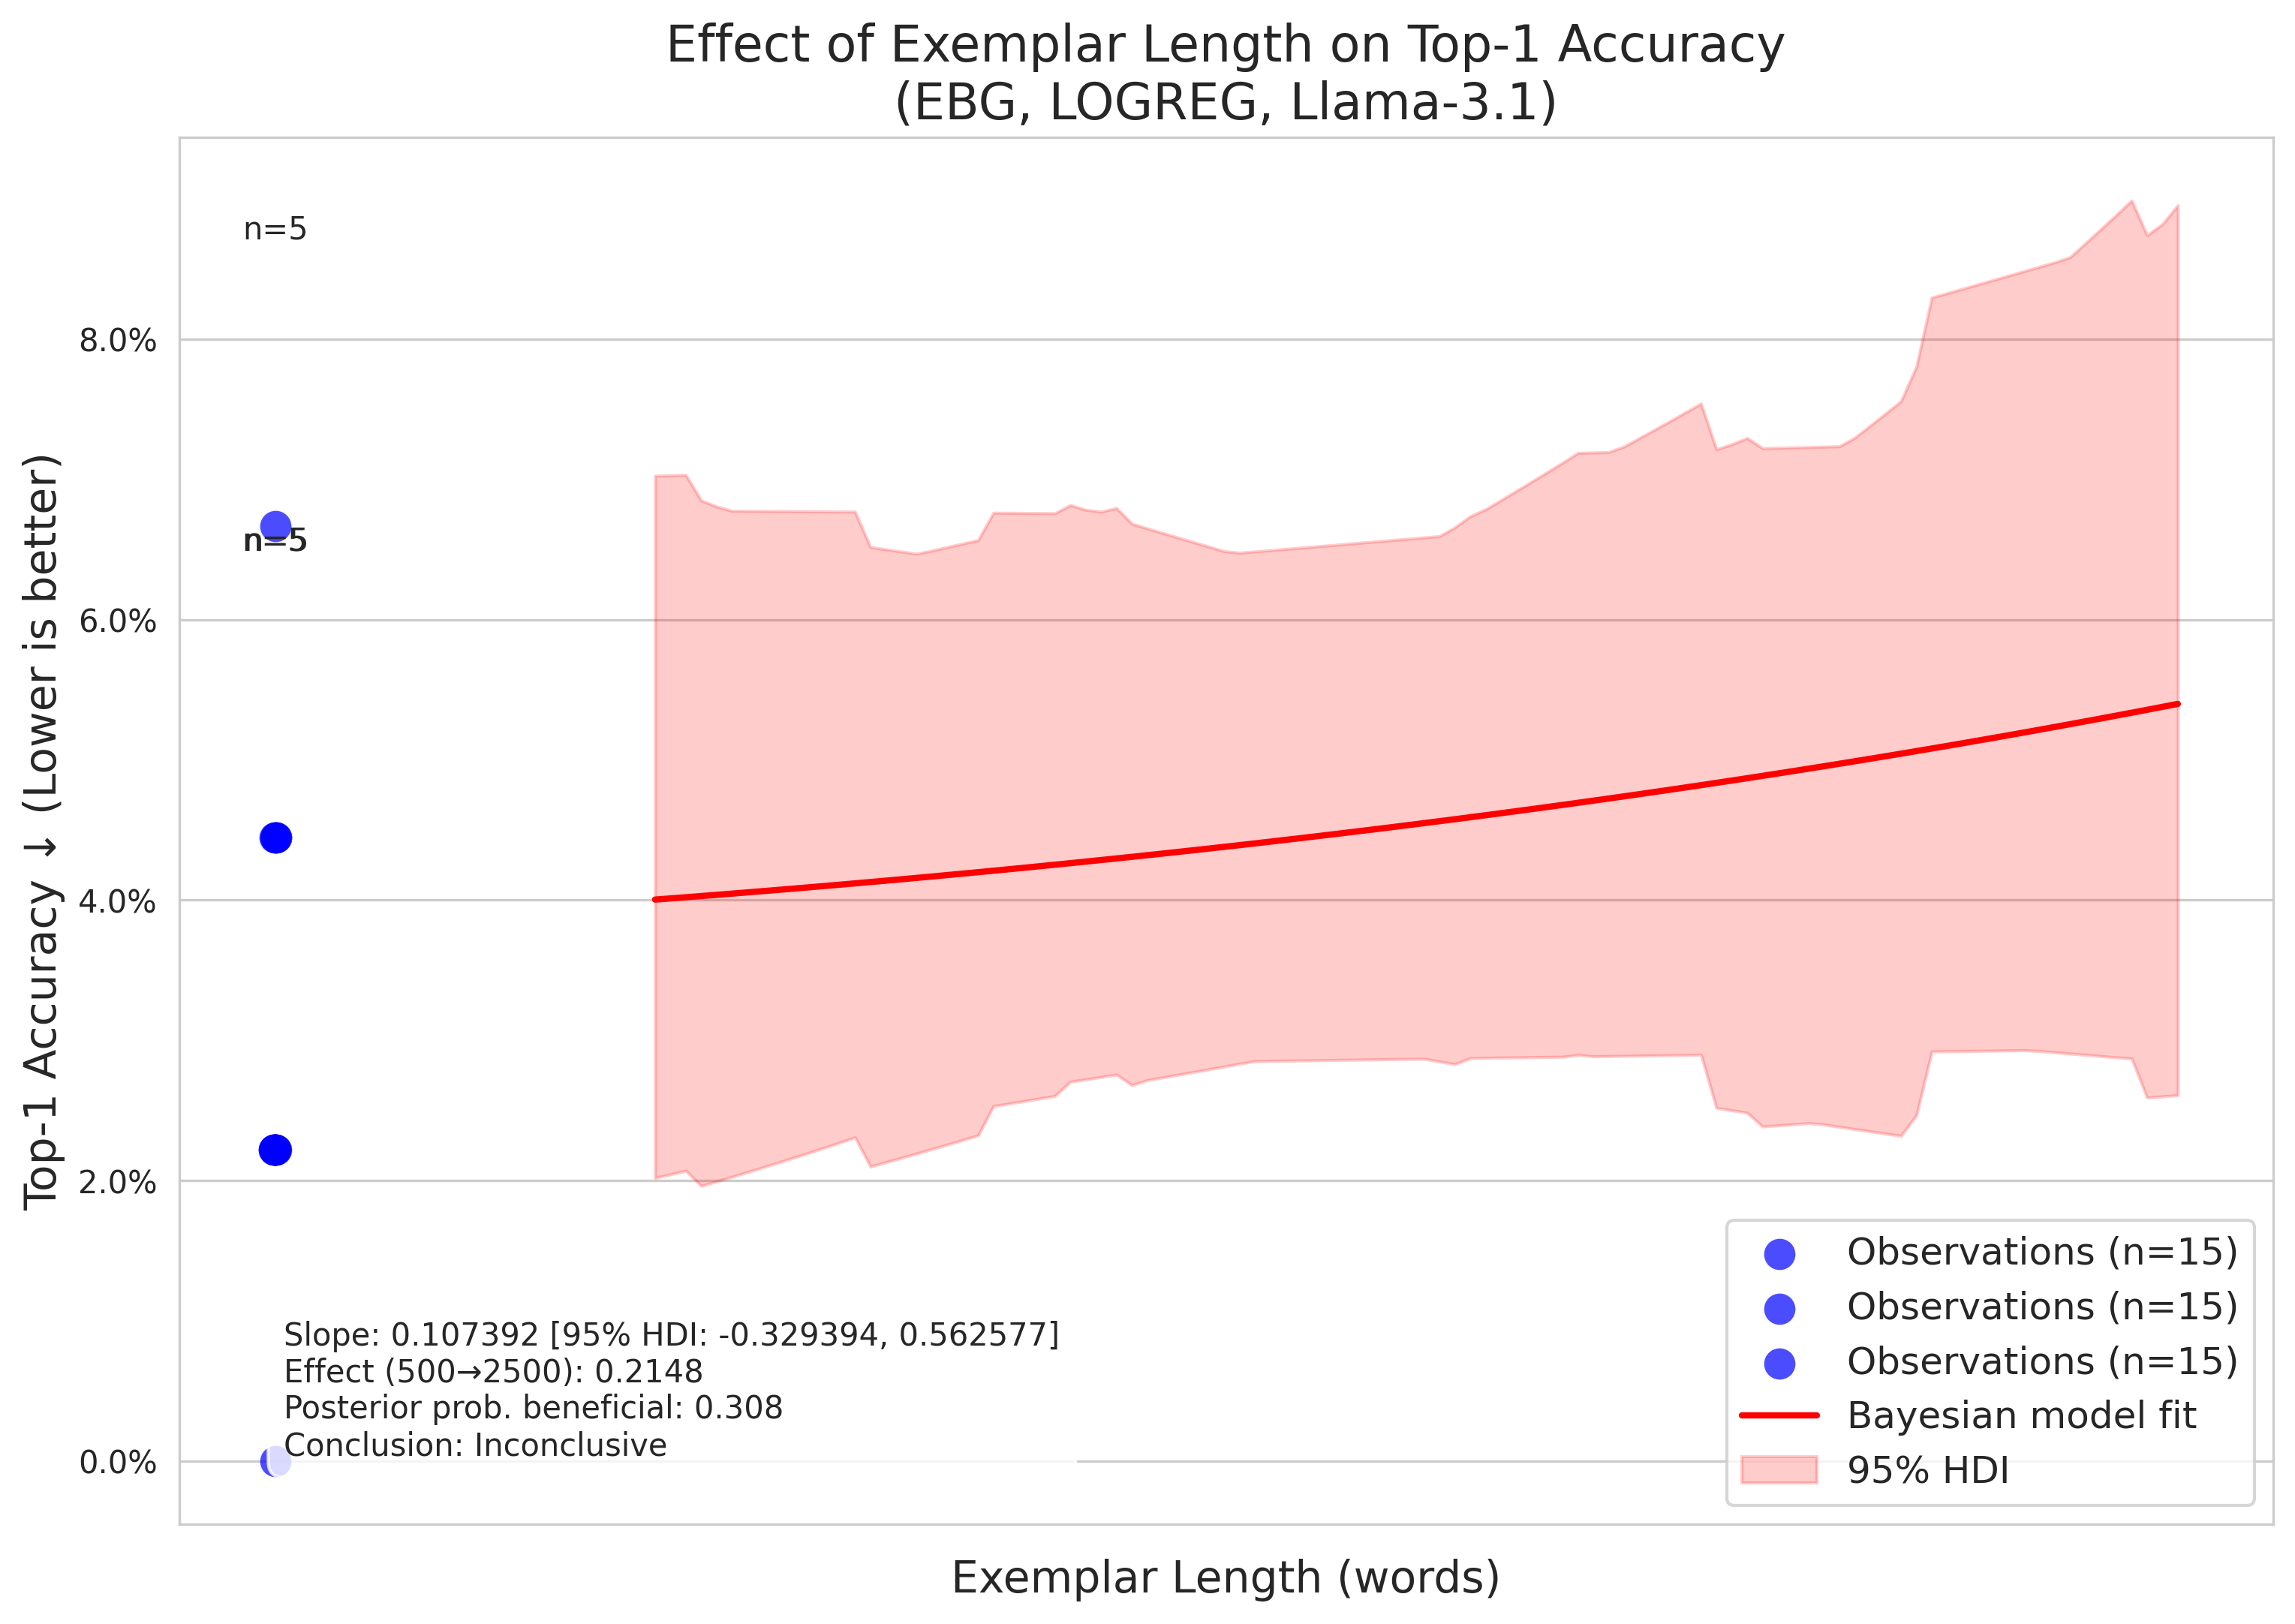 Effect of Exemplar Length on Top-1 Accuracy
(EBG, LOGREG, Llama-3.1)
Top-1 Accuracy ↓ (Lower is better)
8.0%
6.0%
4.0%
2.0%
0.0%
n=5
n=5
Slope: 0.107392 [95% HDI: -0.329394, 0.562577]
Effect (500→2500): 0.2148
Posterior prob. beneficial: 0.308
Conclusion: Inconclusive
Observations (n=15)
Observations (n=15)
Observations (n=15)
Bayesian model fit
95% HDI
Exemplar Length (words)